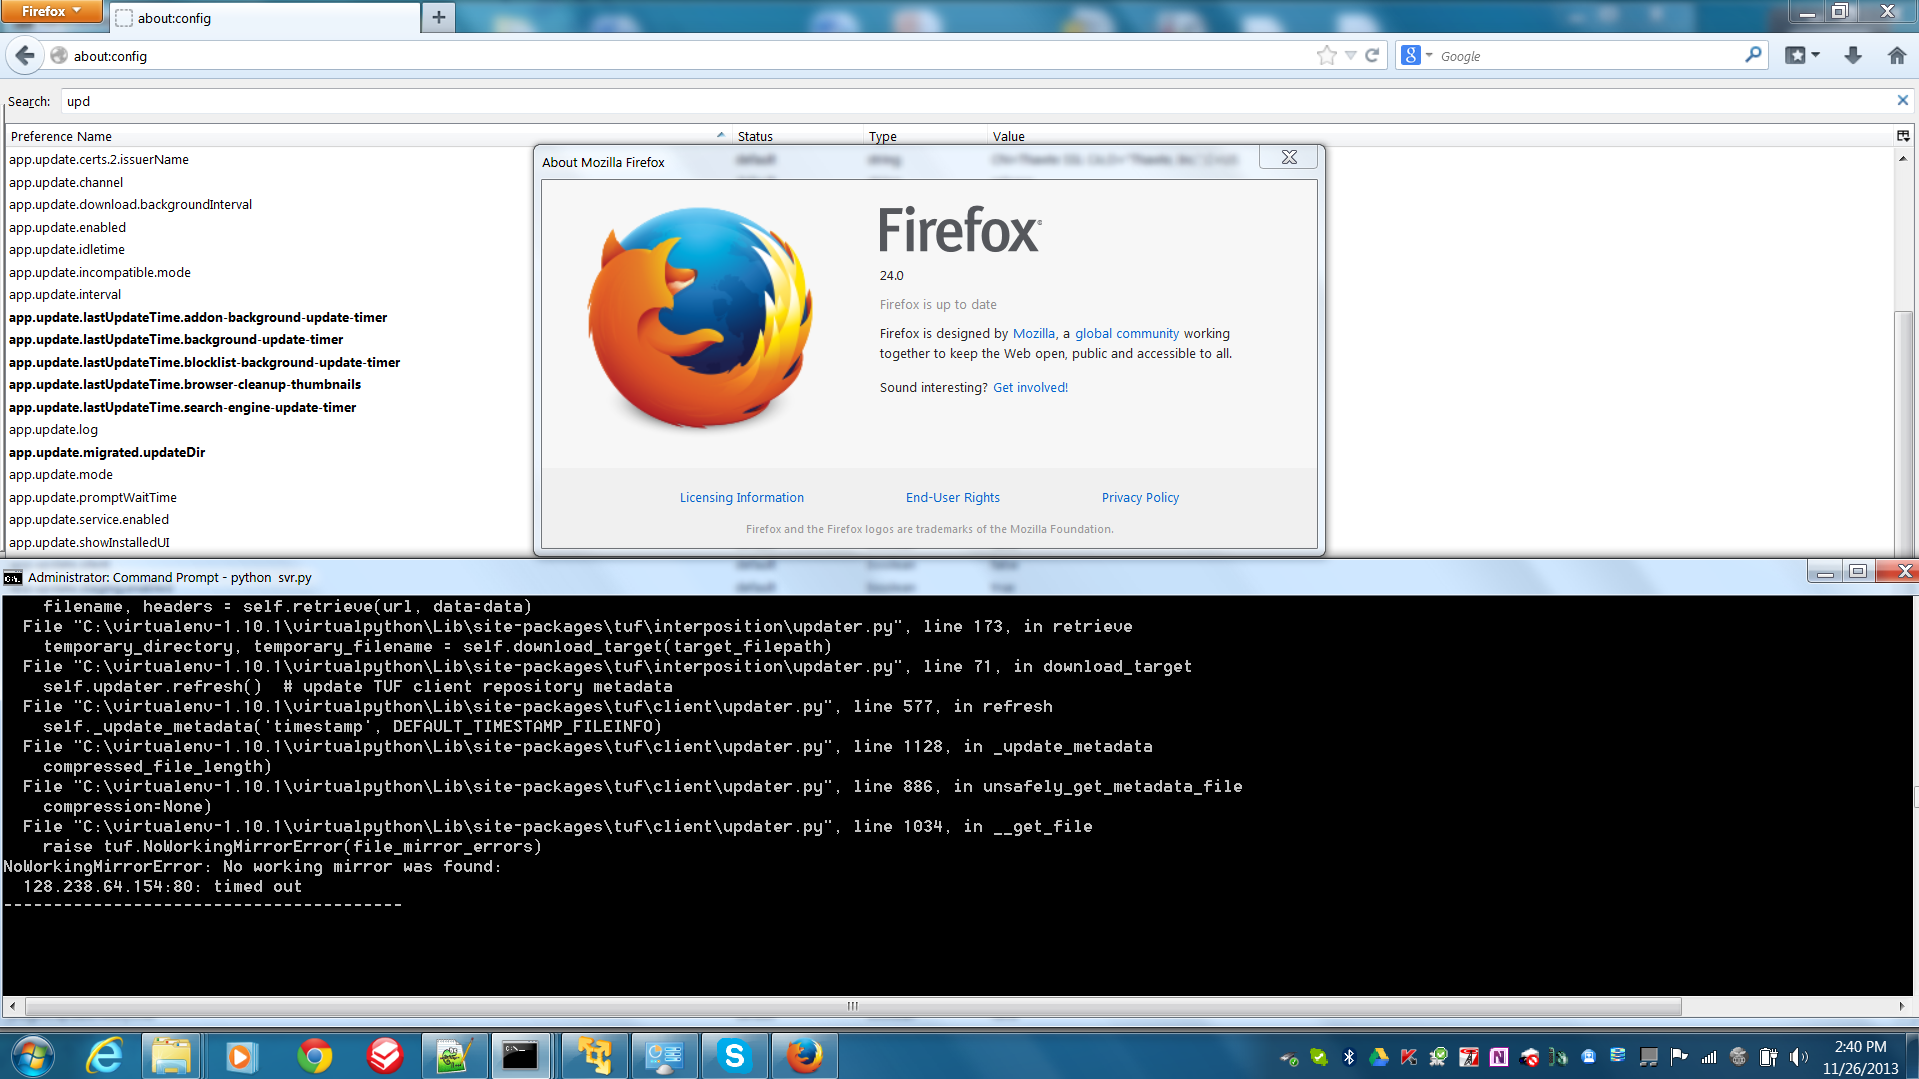 Firefox
about:config
about:config
Google
Search: upd
Preference Name Status Type Value
app.update.certs.2.issuerName
app.update.channel
app.update.download.backgroundInterval
app.update.enabled
app.update.idletime
app.update.incompatible.mode
app.update.interval
app.update.lastUpdateTime.addon-background-update-timer
app.update.lastUpdateTime.background-update-timer
app.update.lastUpdateTime.blocklist-background-update-timer
app.update.lastUpdateTime.browser-cleanup-thumbnails
app.update.lastUpdateTime.search-engine-update-timer
app.update.log
app.update.migrated.updateDir
app.update.mode
app.update.promptWaitTime
app.update.service.enabled
app.update.showInstalledUI
About Mozilla Firefox
Firefox
24.0
Firefox is up to date
Firefox is designed by Mozilla, a global community working
together to keep the Web open, public and accessible to all.
Sound interesting? Get involved!
Licensing Information End-User Rights Privacy Policy
Firefox and the Firefox logos are trademarks of the Mozilla Foundation.
Administrator: Command Prompt - python svr.py
filename, headers = self.retrieve(url, data=data)
File "C:\virtualenv-1.10.1\virtualpython\Lib\site-packages\tuf\interposition\updater.py", line 173, in retrieve
temporary_directory, temporary_filename = self.download_target(target_filepath)
File "C:\virtualenv-1.10.1\virtualpython\Lib\site-packages\tuf\interposition\updater.py", line 71, in download_target
self.updater.refresh() # update TUF client repository metadata
File "C:\virtualenv-1.10.1\virtualpython\Lib\site-packages\tuf\client\updater.py", line 577, in refresh
self._update_metadata('timestamp', DEFAULT_TIMESTAMP_FILEINFO)
File "C:\virtualenv-1.10.1\virtualpython\Lib\site-packages\tuf\client\updater.py", line 1128, in _update_metadata
compressed_file_length)
File "C:\virtualenv-1.10.1\virtualpython\Lib\site-packages\tuf\client\updater.py", line 886, in unsafely_get_metadata_file
compression=None)
File "C:\virtualenv-1.10.1\virtualpython\Lib\site-packages\tuf\client\updater.py", line 1034, in __get_file
raise tuf.NoWorkingMirrorError(file_mirror_errors)
NoWorkingMirrorError: No working mirror was found:
128.238.64.154:80: timed out
----------------------------------------
2:40 PM
11/26/2013